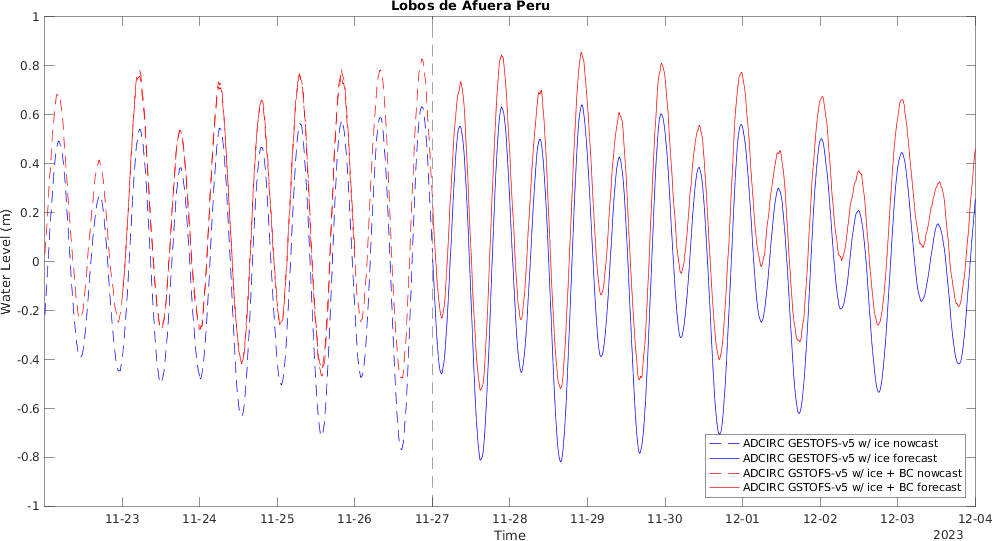 Lobos de Afuera Peru
1
0.8
0.6
0.4
0.2
0
-0.2
-0.4
-0.6
-0.8
-1
Water Level (m)
ADCIRC GESTOFS-v5 w/ ice nowcast
ADCIRC GESTOFS-v5 w/ ice forecast
ADCIRC GSTOFS-v5 w/ ice + BC nowcast
ADCIRC GSTOFS-v5 w/ ice + BC forecast
11-23 11-24 11-25 11-26 11-27 11-28 11-29 11-30 12-01 12-02 12-03 12-04
Time
2023